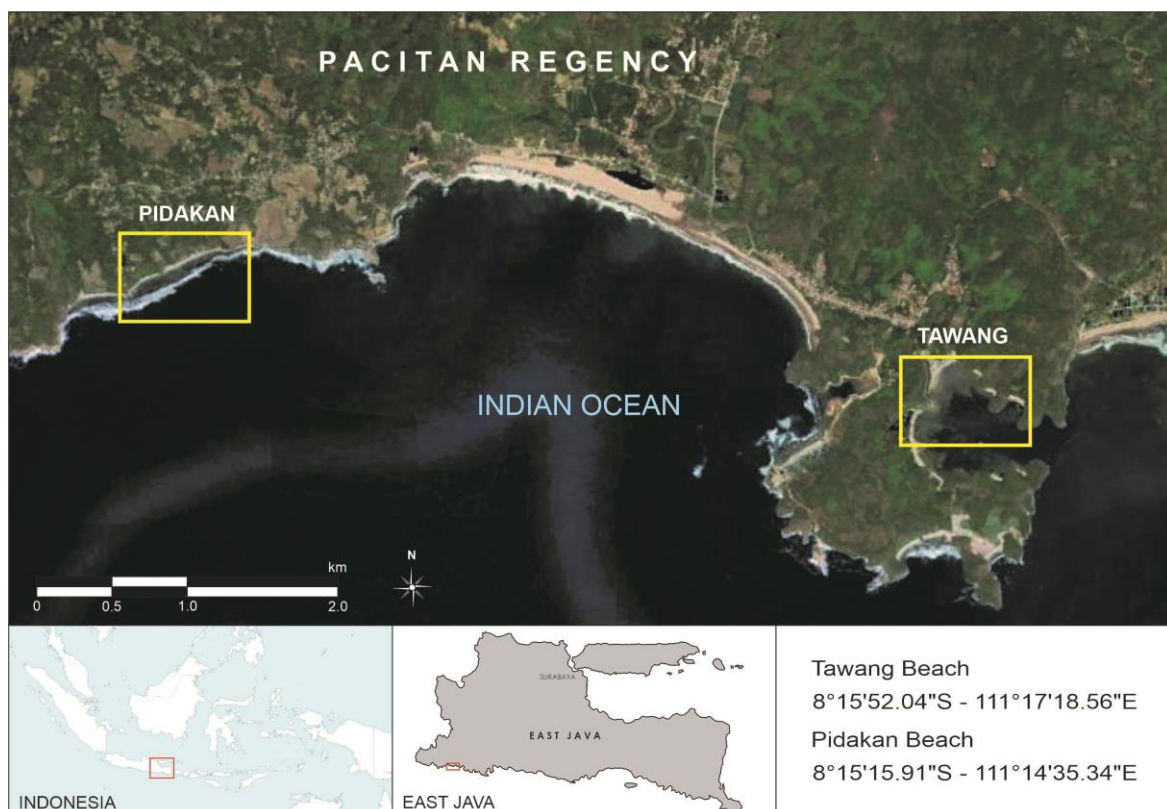 PACITAN REGENCY
PIDAKAN
TAWANG
INDIAN OCEAN
km
N
0 0.5 1.0 2.0
INDONESIA
SURABAYA
EAST JAVA
EAST JAVA
Tawang Beach
8°15'52.04"S - 111°17'18.56"E
Pidakan Beach
8°15'15.91"S - 111°14'35.34"E